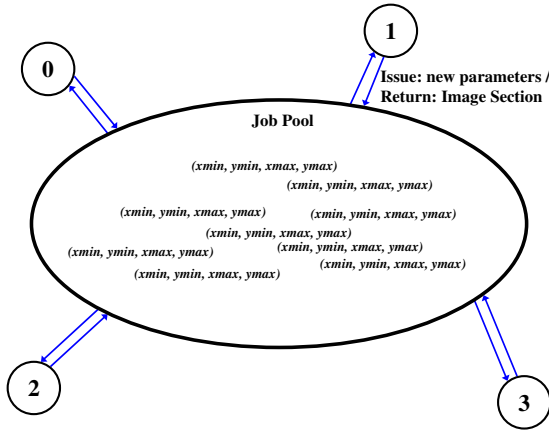 1
0
Issue: new parameters /
Return: Image Section
Job Pool
(xmin, ymin, xmax, ymax)
(xmin, ymin, xmax, ymax)
(xmin, ymin, xmax, ymax)
(xmin, ymin, xmax, ymax)
(xmin, ymin, xmax, ymax)
(xmin, ymin, xmax, ymax)
(xmin, ymin, xmax, ymax)
(xmin, ymin, xmax, ymax)
(xmin, ymin, xmax, ymax)
2
3